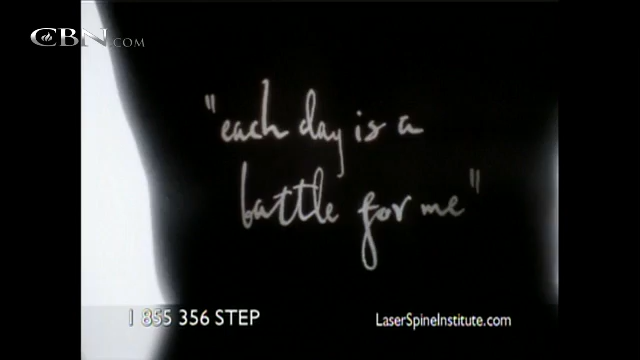 CBN.COM
"each day is a
battle for me"
1 855 356 STEP
LaserSpineInstitute.com